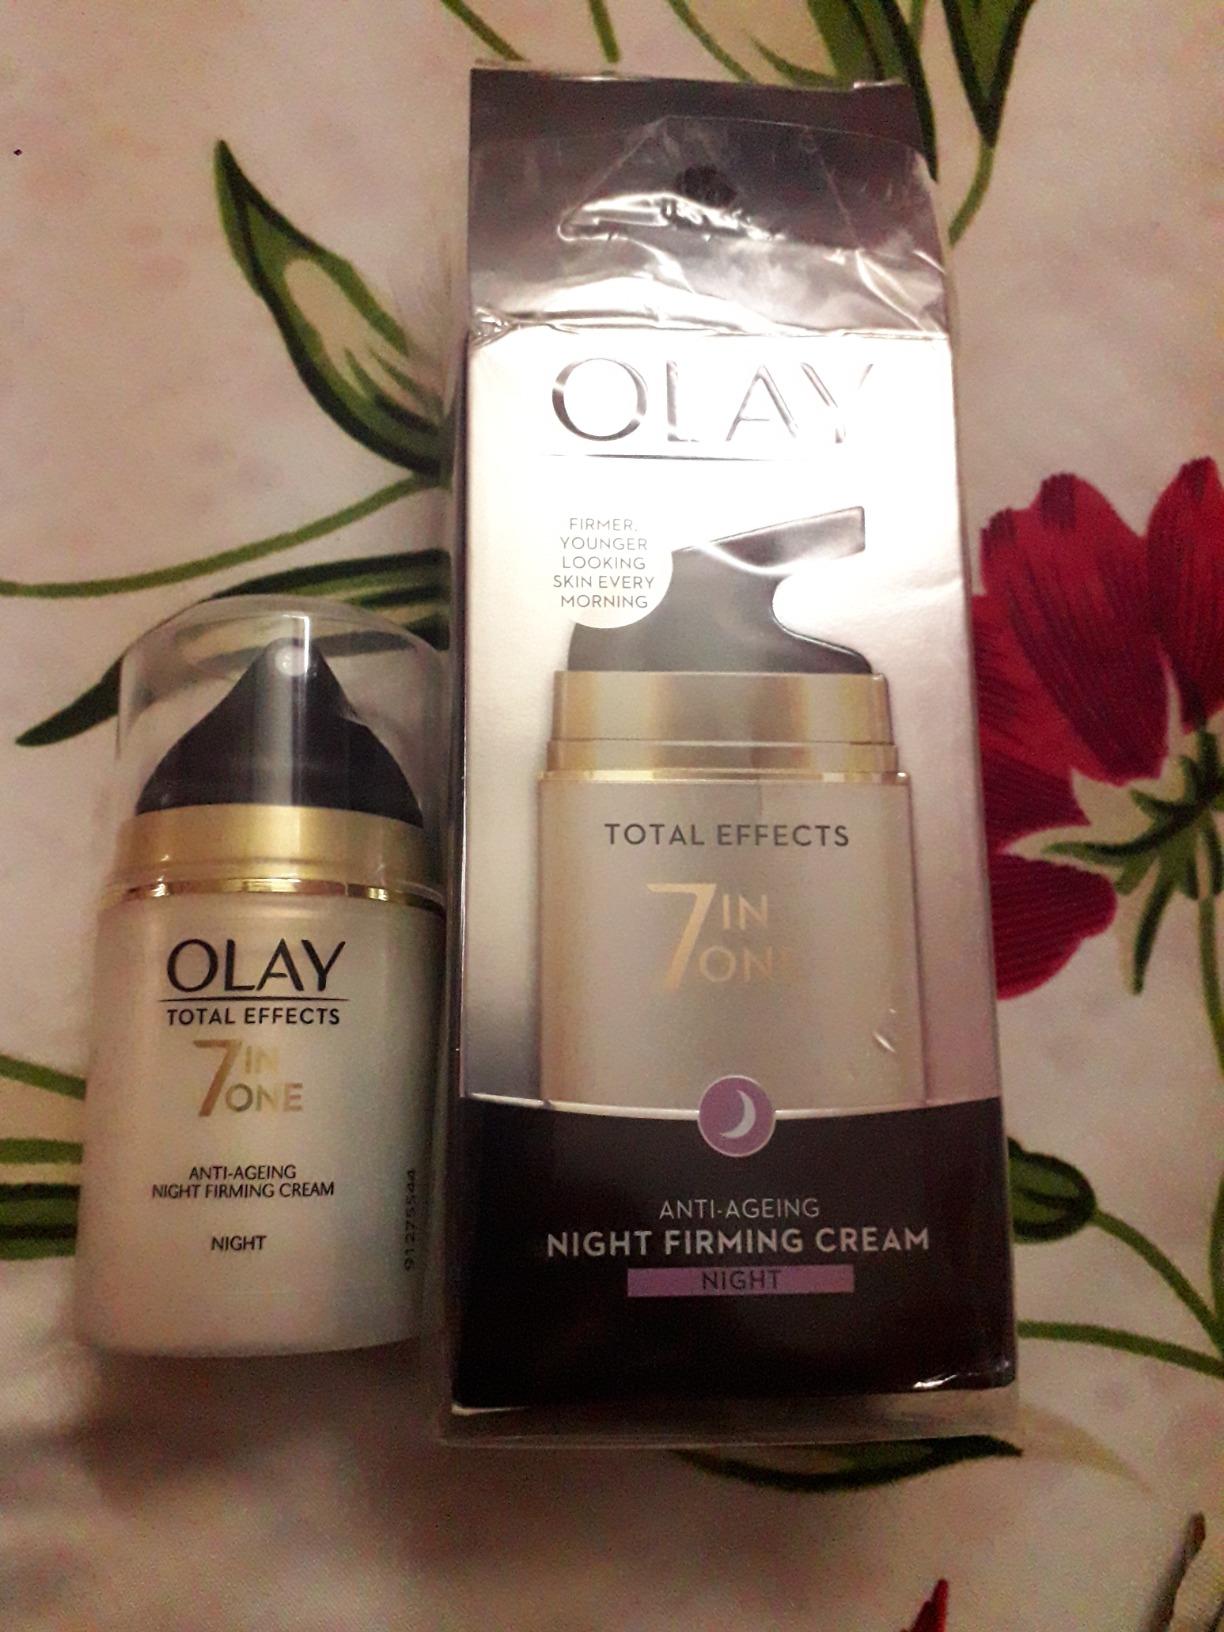 OLAY
FIRMER,
YOUNGER
LOOKING
SKIN EVERY
MORNING
TOTAL EFFECTS
7 IN
ONE
ANTI-AGEING
NIGHT FIRMING CREAM
NIGHT
OLAY
TOTAL EFFECTS
7 IN
ONE
ANTI-AGEING
NIGHT FIRMING CREAM
NIGHT
91275544